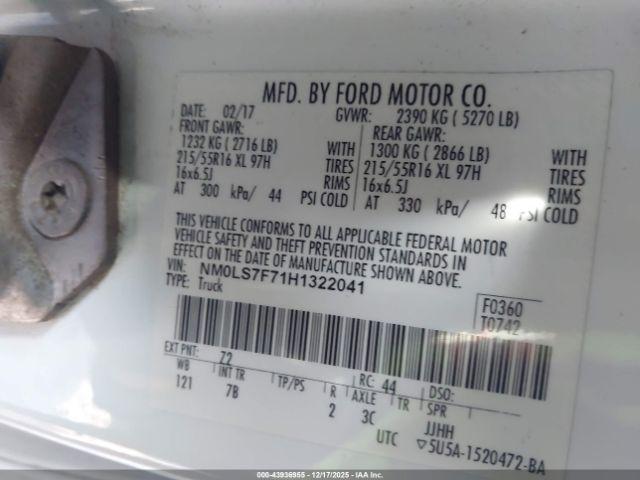 MFD. BY FORD MOTOR CO.
DATE: 02/17 GVWR: 2390 KG ( 5270 LB)
FRONT GAWR: REAR GAWR:
1232 KG ( 2716 LB) WITH 1300 KG ( 2866 LB) WITH
215/55R16 XL 97H TIRES 215/55R16 XL 97H TIRES
16x6.5J RIMS 16x6.5J RIMS
AT 300 kPa/ 44 PSI COLD AT 330 kPa/ 48 PSI COLD
THIS VEHICLE CONFORMS TO ALL APPLICABLE FEDERAL MOTOR
VEHICLE SAFETY AND THEFT PREVENTION STANDARDS IN
EFFECT ON THE DATE OF MANUFACTURE SHOWN ABOVE.
VIN: NM0LS7F71H1322041
TYPE: Truck
F0360
T0742
EXT PNT: Z2 RC: 44 DSO:
WB INT TR TP/PS R AXLE TR SPR
121 7B 2 3C JJHH
UTC ▽5U5A-1520472-BA
000-43936955 - 12/17/2025 - IAAI.COM